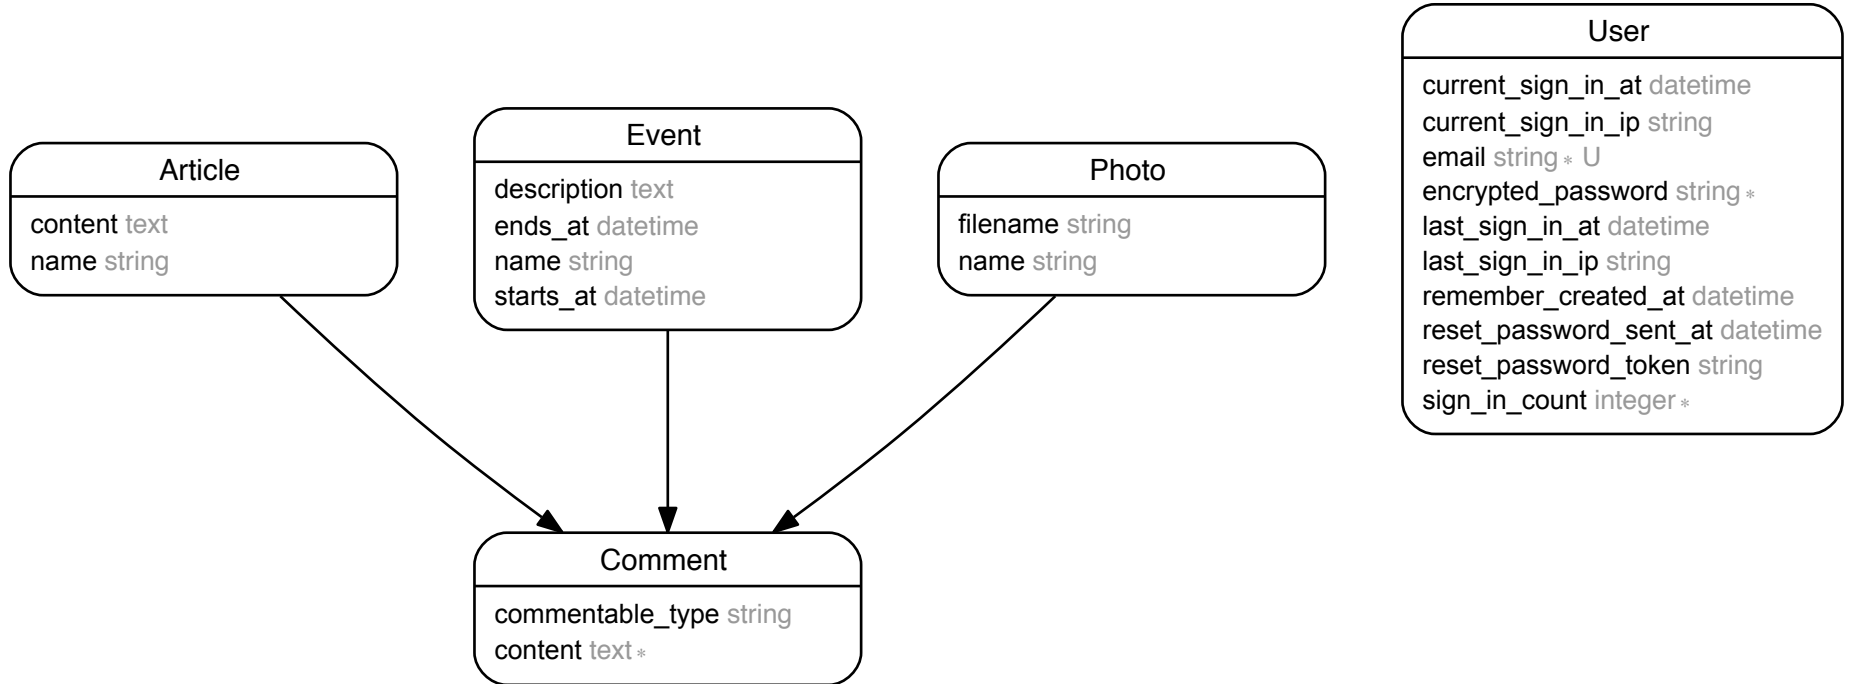 Article
content text
name string
Event
description text
ends_at datetime
name string
starts_at datetime
Photo
filename string
name string
User
current_sign_in_at datetime
current_sign_in_ip string
email string ∗ U
encrypted_password string ∗
last_sign_in_at datetime
last_sign_in_ip string
remember_created_at datetime
reset_password_sent_at datetime
reset_password_token string
sign_in_count integer ∗
Comment
commentable_type string
content text ∗